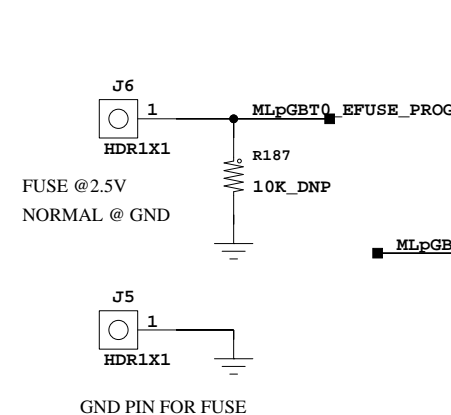 J6
1
MLpGBT0_EFUSE_PROG
HDR1X1
R187
10K_DNP
FUSE @2.5V
NORMAL @ GND
MLpGB
J5
1
HDR1X1
GND PIN FOR FUSE